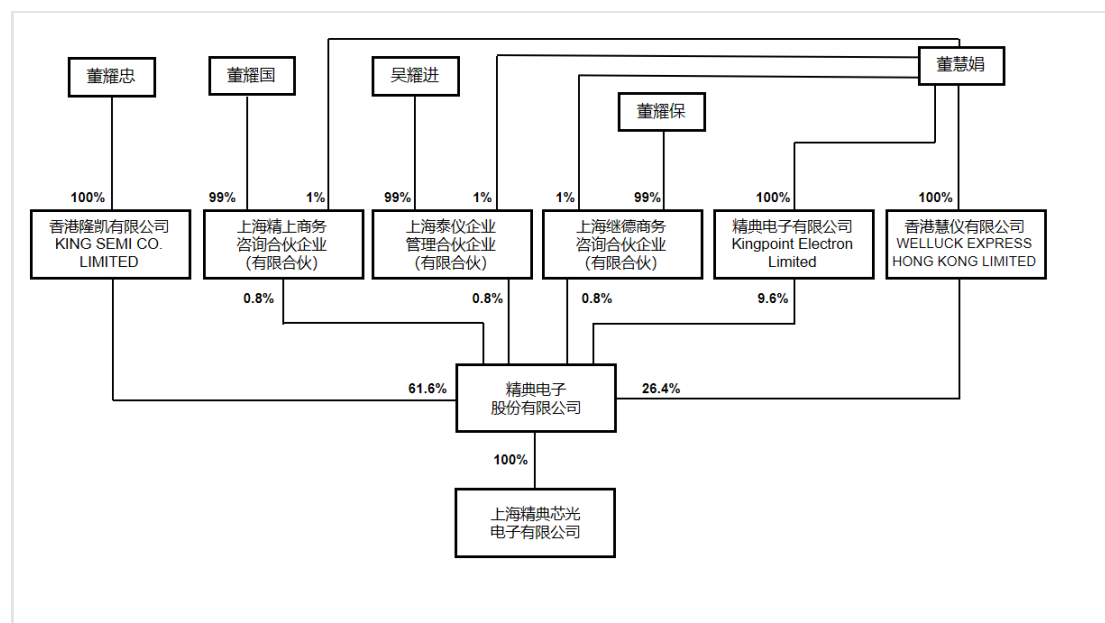 董耀忠
董耀国
吴耀进
董慧娟
董耀保
100%
99%
1%
99%
1%
1%
99%
100%
100%
香港隆凯有限公司
KING SEMI CO.
LIMITED
上海精上商务
咨询合伙企业
（有限合伙）
上海泰仪企业
管理合伙企业
（有限合伙）
上海继德商务
咨询合伙企业
（有限合伙）
精典电子有限公司
Kingpoint Electron
Limited
香港慧仪有限公司
WELLUCK EXPRESS
HONG KONG LIMITED
0.8%
0.8%
0.8%
9.6%
61.6%
精典电子
股份有限公司
26.4%
100%
上海精典芯光
电子有限公司